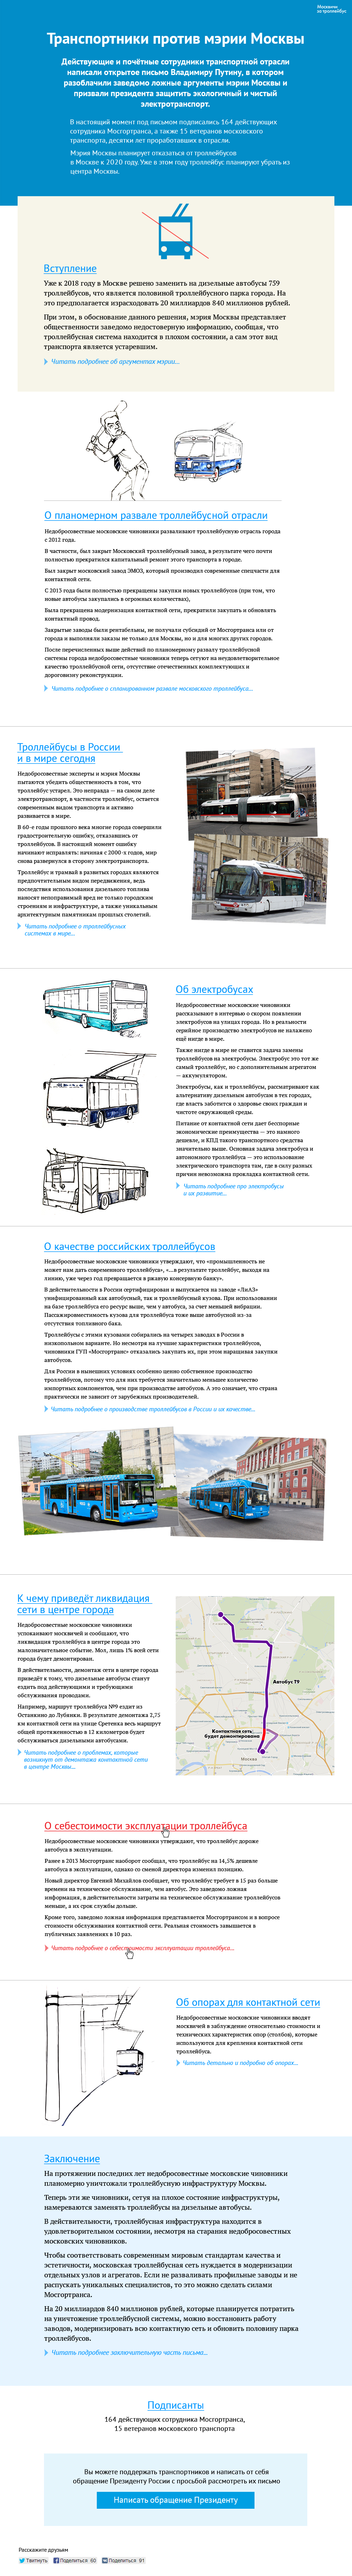 Москвичи
за троллейбус
Транспортники против мэрии Москвы
Действующие и почётные сотрудники транспортной отрасли
написали открытое письмо Владимиру Путину, в котором
разоблачили заведомо ложные аргументы мэрии Москвы и
призвали президента защитить экологичный и чистый
электротранспорт.
В настоящий момент под письмом подписались 164 действующих
сотрудника Мосгортранса, а также 15 ветеранов московского
транспорта, десятки лет проработавших в отрасли.
Мэрия Москвы планирует отказаться от троллейбусов
в Москве к 2020 году. Уже в этом году троллейбус планируют убрать из
центра Москвы.
Вступление
Уже к 2018 году в Москве решено заменить на дизельные автобусы 759
троллейбусов, что является половиной троллейбусного парка города. На
это предполагается израсходовать 20 миллиардов 840 миллионов рублей.
При этом, в обоснование данного решения, мэрия Москвы представляет
общественности заведомо недостоверную информацию, сообщая, что
троллейбусная система находится в плохом состоянии, а сам этот вид
транспорта является устаревшим.
Читать подробнее об аргументах мэрии...
О планомерном развале троллейбусной отрасли
Недобросовестные московские чиновники разваливают троллейбусную отрасль города
с 2012 года.
В частности, был закрыт Московский троллейбусный завод, в результате чего почти
полностью прекратился капитальный ремонт этого транспорта в городе.
Был закрыт московский завод ЭМОЗ, который производил современные спецчасти для
контактной сети.
С 2013 года были полностью прекращены закупки новых троллейбусов (при том, что
новые автобусы закупались в огромных количествах),
Была прекращена модернизация контактной сети, прекратили закупать и обновлять
контактный провод.
Закрытые заводы были рентабельны, не получали субсидий от Мосгортранса или от
города и выполняли заказы не только для Москвы, но и для многих других городов.
После перечисленных выше действий по планомерному развалу троллейбусной
системы города недобросовестные чиновники теперь сетуют на неудовлетворительное
качество троллейбусной сети, отсутствие отечественных комплектующих и
дороговизну реконструкции.
Читать подробнее о спланированном развале московского троллейбуса...
Троллейбусы в России
и в мире сегодня
Недобросовестные эксперты и мэрия Москвы
пытаются убедить общественность в том, что
троллейбус устарел. Это неправда — на самом деле
электротранспорт, в частности троллейбус, остается
современным видом транспорта и активно
развивается в мире.
В 60-е годы прошлого века многие города совершили
градостроительную ошибку, отказавшись от
троллейбусов. В настоящий момент ошибку
начинают исправлять: начиная с 2000-х годов, мир
снова развернулся в сторону электротранспорта.
Троллейбус и трамвай в развитых городах являются
предпочтительным видом передвижения, ведь
последствия использования дизельного топлива
наносят непоправимый вред не только городским
строениям и инфраструктуре, а также уникальным
архитектурным памятникам прошлых столетий.
Читать подробнее о троллейбусных
системах в мире...
Об электробусах
Недобросовестные московские чиновники
рассказывают в интервью о скором появлении
электробусов на улицах города. Но в реальности
серийное производство электробусов не налажено
ещё нигде в мире.
Также нигде в мире не ставится задача замены
троллейбусов на электробусы. Электробус это тот же
самый троллейбус, но с дополнительным агрегатом
— аккумулятором.
Электробусы, как и троллейбусы, рассматривают как
альтернативу дизельным автобусам в тех городах,
где власть заботится о здоровье своих граждан и
чистоте окружающей среды.
Питание от контактной сети дает бесспорные
экономические преимущества — это намного
дешевле, и КПД такого транспортного средства
значительно выше. Основная задача электробуса и
автономного троллейбуса — это использование
электрического транспорта там, где в силу разных
причин невозможна прокладка контактной сети.
Читать подробнее про электробусы
и их развитие...
О качестве российских троллейбусов
Недобросовестные московские чиновники утверждают, что «промышленность не
может нам дать современного троллейбуса», «...в результате троллейбус, выходя на
линию, уже через год превращается в ржавую консервную банку».
В действительности в России сертифицирован и выпускается на заводе «ЛиАЗ»
унифицированный как автобусный, так и троллейбусный кузова. При использовании
на базе троллейбуса его ресурс выше, чем у автобуса, за счет меньшей вибрации.
Пассажировместимость кузова для троллейбуса тоже выше автобусной из-за
отсутствия топливного бака.
Троллейбусы с этими кузовами собирались на четырех заводах в России в
низкопольном варианте. Но несмотря на хорошие характеристики троллейбусов,
чиновники ГУП «Мосгортранс» отказались закупать их, при этом наращивая закупки
автобусов.
Для России в нынешних условиях особенно ценно собственное производство
троллейбусов, потому что для них требуется значительно меньшее количество
импортных компонентов, чем при производстве автобуса. А это означает, что страна
практически не зависит от зарубежных производителей.
Читать подробнее о производстве троллейбусов в России и их качестве...
К чему приведёт ликвидация
сети в центре города
Недобросовестные московские чиновники
успокаивают москвичей и сообщают, что
ликвидация троллейбуса в центре города это
малозначительное событие. Мол, лишь 1% всей сети
города будет демонтирован.
В действительности, демонтаж сети в центре города
приведёт к тому, что дизельные автобусы станут
ездить под действующими и требующими
обслуживания проводами.
Например, маршрут троллейбуса №9 ездит из
Останкино до Лубянки. В результате демонтажа 2,75
км контактной сети на улице Сретенка весь маршрут
общей протяжённостью в 12 километров будет
обслуживаться дизельными автобусами.
Читать подробнее о проблемах, которые
возникнут от демонтажа контактной сети
в центре Москвы...
Автобус Т9
Контактная сеть
будет демонтирована
Москва
О себестоимости эксплуатации троллейбуса
Недобросовестные московские чиновники утверждают, что троллейбус дороже
автобуса в эксплуатации.
Ранее в 2013 Мосгортранс наоборот сообщал, что троллейбус на 14,5% дешевле
автобуса в эксплуатации, однако со сменой руководства поменялось и мнение.
Новый директор Евгений Михайлов сообщает, что троллейбус требует в 15 раз больше
времени на техническое обслуживание, чем автобус. Это заведомо ложная
информация, в действительности затраты на техническое обслуживание троллейбусов
меньше, а их срок службы дольше.
Кроме того, заведомо ложная информация представляется Мосгортрансом и в вопросе
стоимости обслуживания контактной сети. Реальная стоимость завышается в
публичных заявлениях в 10 раз.
Читать подробнее о себестоимости эксплуатации троллейбуса...
Об опорах для контактной сети
Недобросовестные московские чиновники вводят
москвичей в заблуждение относительно стоимости и
технических характеристик опор (столбов), которые
используются для крепления контактной сети
троллейбуса.
Читать детально и подробно об опорах...
Заключение
На протяжении последних лет недобросовестные московские чиновники
планомерно уничтожали троллейбусную инфраструктуру Москвы.
Теперь эти же чиновники, сетуя на плохое состояние инфраструктуры,
намереваются заменять троллейбусы на дизельные автобусы.
В действительности, троллейбусная инфраструктура находится в
удовлетворительном состоянии, несмотря на старания недобросовестных
московских чиновников.
Чтобы соответствовать современным мировым стандартам качества и
эстетичности, московская троллейбусная сеть нуждается в модернизации
отдельных узлов и агрегатов. Если не разваливать профильные заводы и не
распускать уникальных специалистов, то это можно сделать силами
Мосгортранса.
На 20 миллиардов 840 миллионов рублей, которые планируется потратить
на уничтожение троллейбусной системы, можно восстановить работу
заводов, модернизировать всю контактную сеть и обновить половину парка
троллейбусов.
Читать подробнее заключительную часть письма...
Подписанты
164 действующих сотрудника Мосгортранса,
15 ветеранов московского транспорта
Вы можете поддержать транспортников и написать от себя
обращение Президенту России с просьбой рассмотреть их письмо
Написать обращение Президенту
Расскажите друзьям
Твитнуть Поделиться 60 Поделиться 91